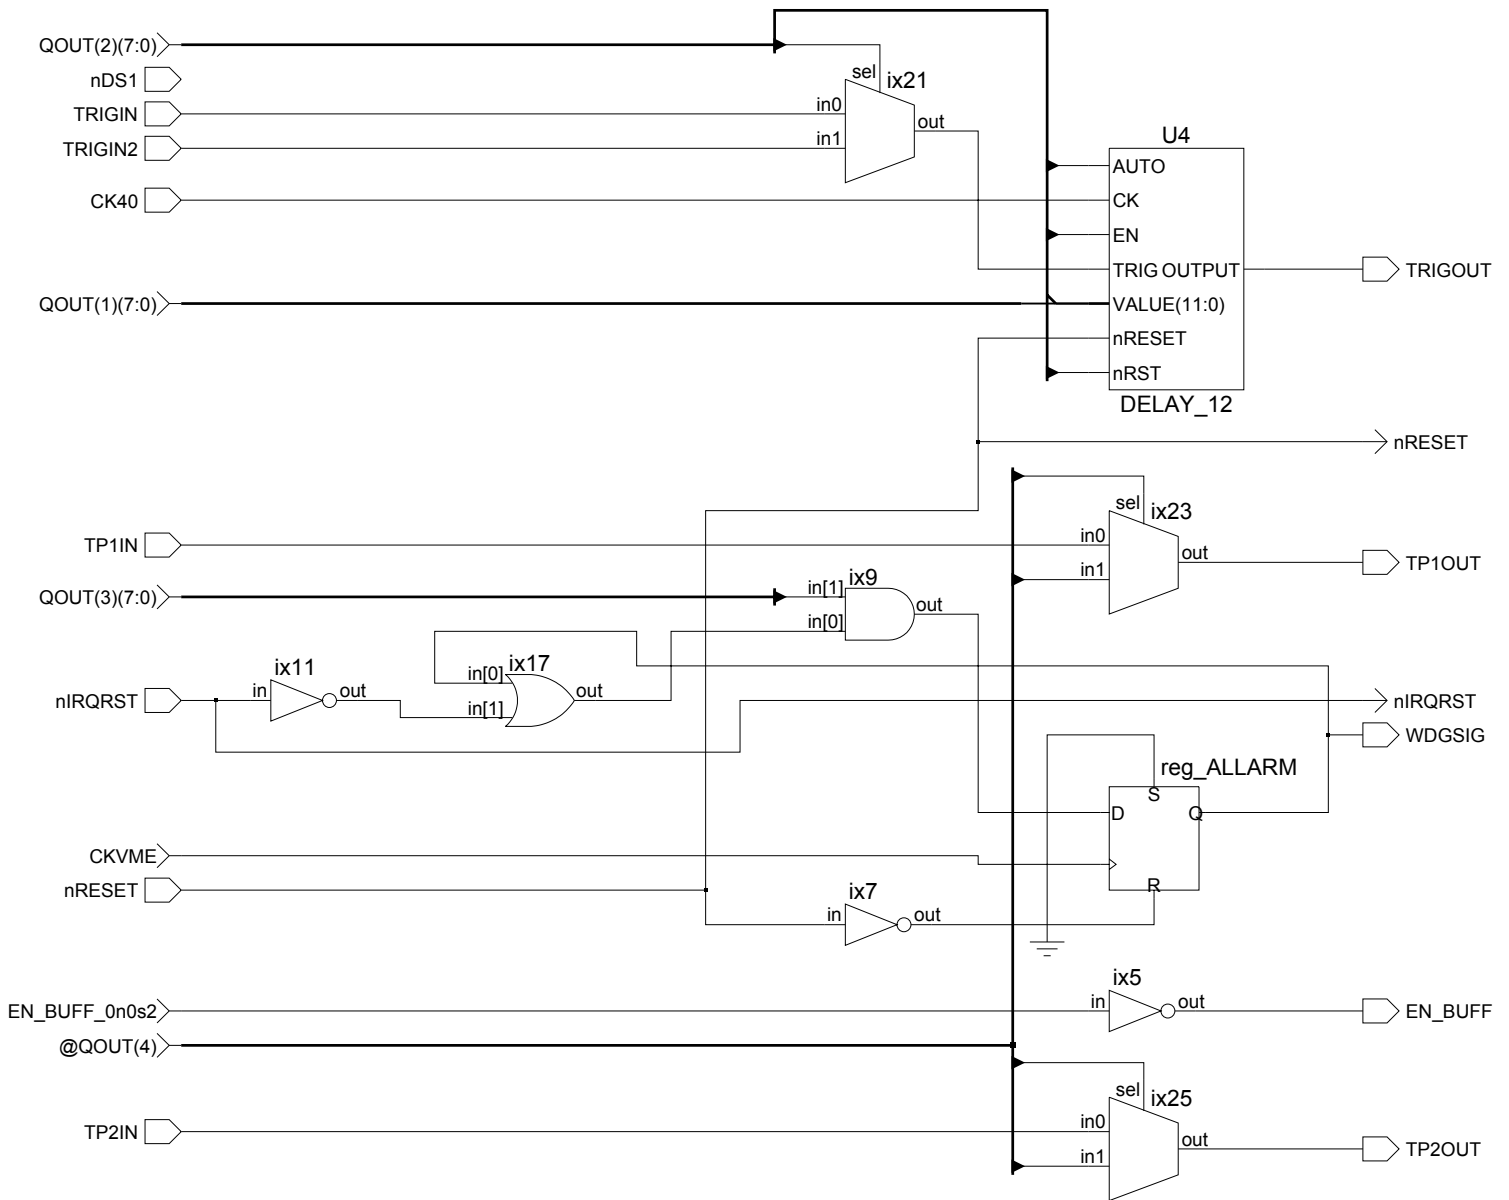 QOUT(2)(7:0)
nDS1
sel
ix21
TRIGIN
in0
out
TRIGIN2
in1
U4
AUTO
CK40
CK
EN
TRIG OUTPUT
TRIGOUT
QOUT(1)(7:0)
VALUE(11:0)
nRESET
nRST
DELAY_12
nRESET
sel
ix23
TP1IN
in0
out
TP1OUT
in1
QOUT(3)(7:0)
in[1]
ix9
out
in[0]
ix11
ix17
in[0]
nIRQRST
in
out
out
in[1]
nIRQRST
WDGSIG
reg_ALLARM
S
D
Q
CKVME
nRESET
R
ix7
in
out
ix5
EN_BUFF_0n0s2
in
out
EN_BUFF
@QOUT(4)
sel
ix25
TP2IN
in0
out
TP2OUT
in1